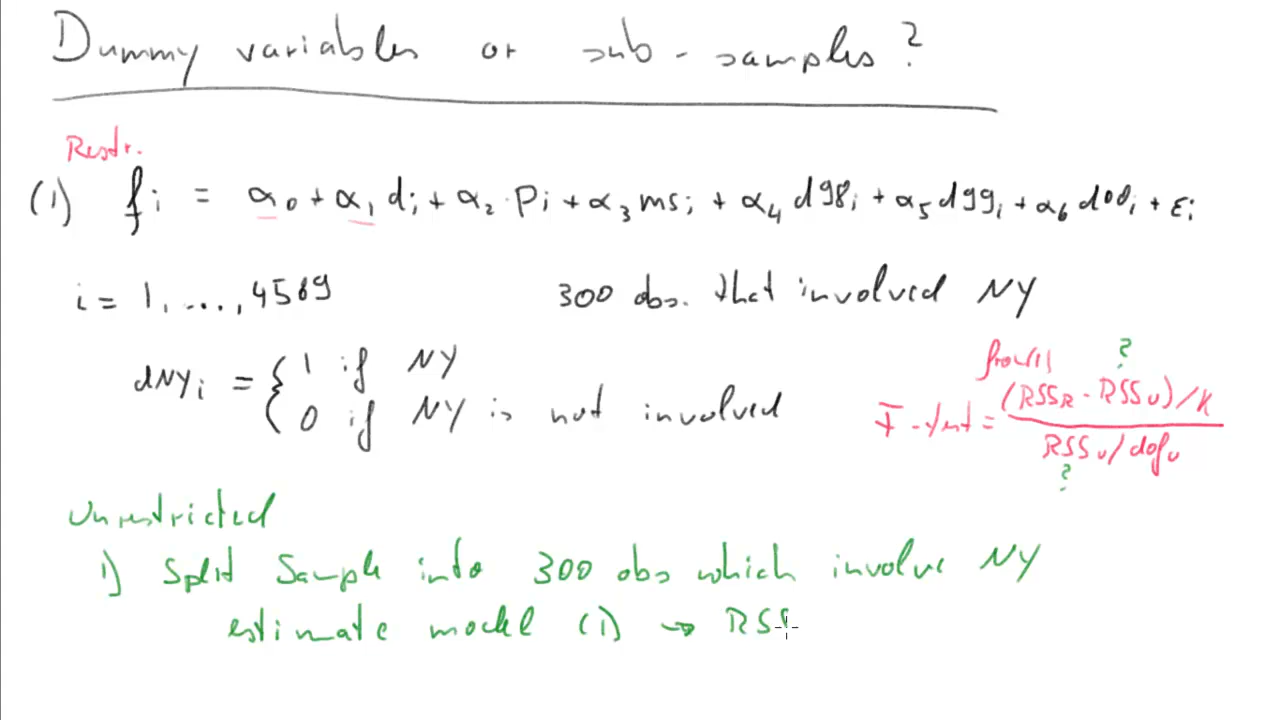 Dummy variables or sub-samples?
Restr.
(1) fi = α0 + α1 di + α2 · Pi + α3 msi + α4 d98i + α5 d99i + α6 d00i + εi
i = 1, ..., 4569 300 obs. that involved NY
dNYi = { 1 if NY
0 if NY is not involved
from(1) ?
F-test = (RSSR - RSSU)/K
RSSU/dofU
?
Unrestricted
1) Split Sample into 300 obs which involve NY
estimate model (1) → RSS